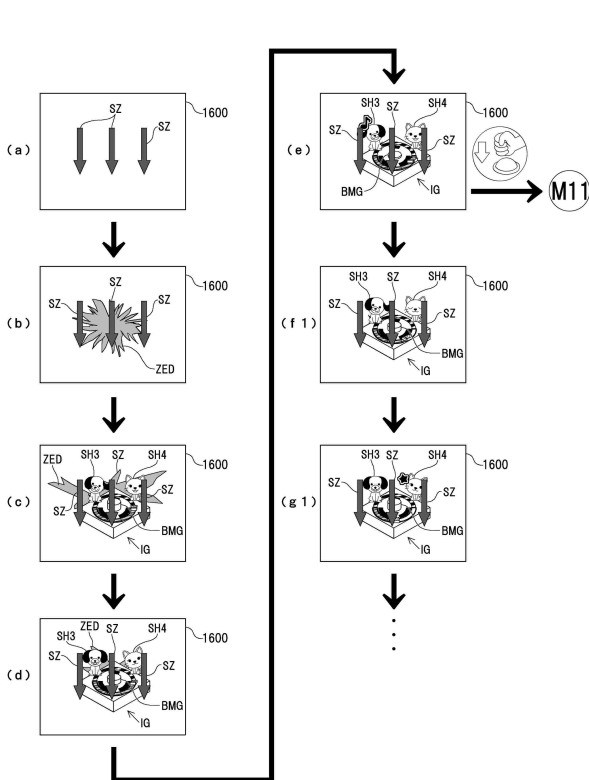 (a)
SZ
SZ
1600
(b)
SZ
SZ
SZ
1600
ZED
(c)
ZED
SH3
SZ
SH4
1600
SZ
SZ
BMG
IG
(d)
ZED
SH3
SZ
SH4
1600
SZ
SZ
BMG
IG
(e)
SH3
SZ
SH4
1600
SZ
SZ
BMG
IG
M11
(f1)
SH3
SZ
SH4
1600
SZ
SZ
BMG
IG
(g1)
SH3
SZ
SH4
1600
SZ
SZ
BMG
IG